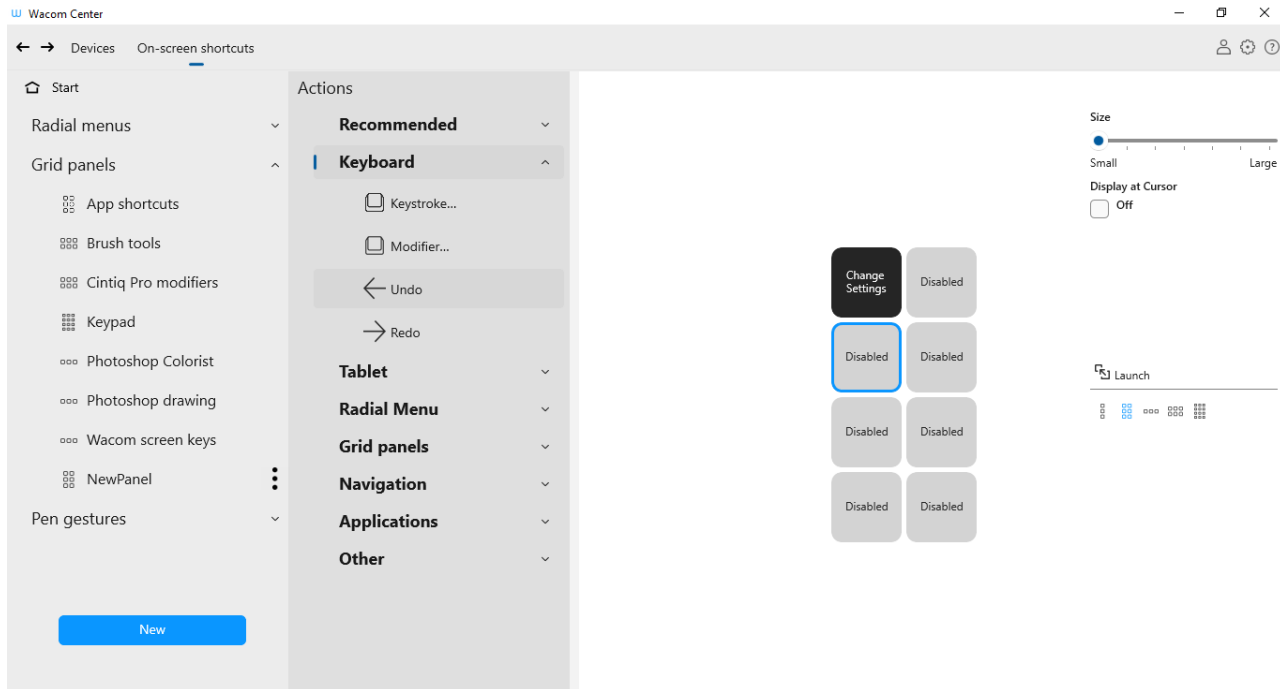 Wacom Center
Devices
On-screen shortcuts
Start
Radial menus
Grid panels
App shortcuts
Brush tools
Cintiq Pro modifiers
Keypad
Photoshop Colorist
Photoshop drawing
Wacom screen keys
NewPanel
Pen gestures
New
Actions
Recommended
Keyboard
Keystroke...
Modifier...
Undo
Redo
Tablet
Radial Menu
Grid panels
Navigation
Applications
Other
Change
Settings
Disabled
Disabled
Disabled
Disabled
Disabled
Disabled
Disabled
Size
Small
Large
Display at Cursor
Off
Launch